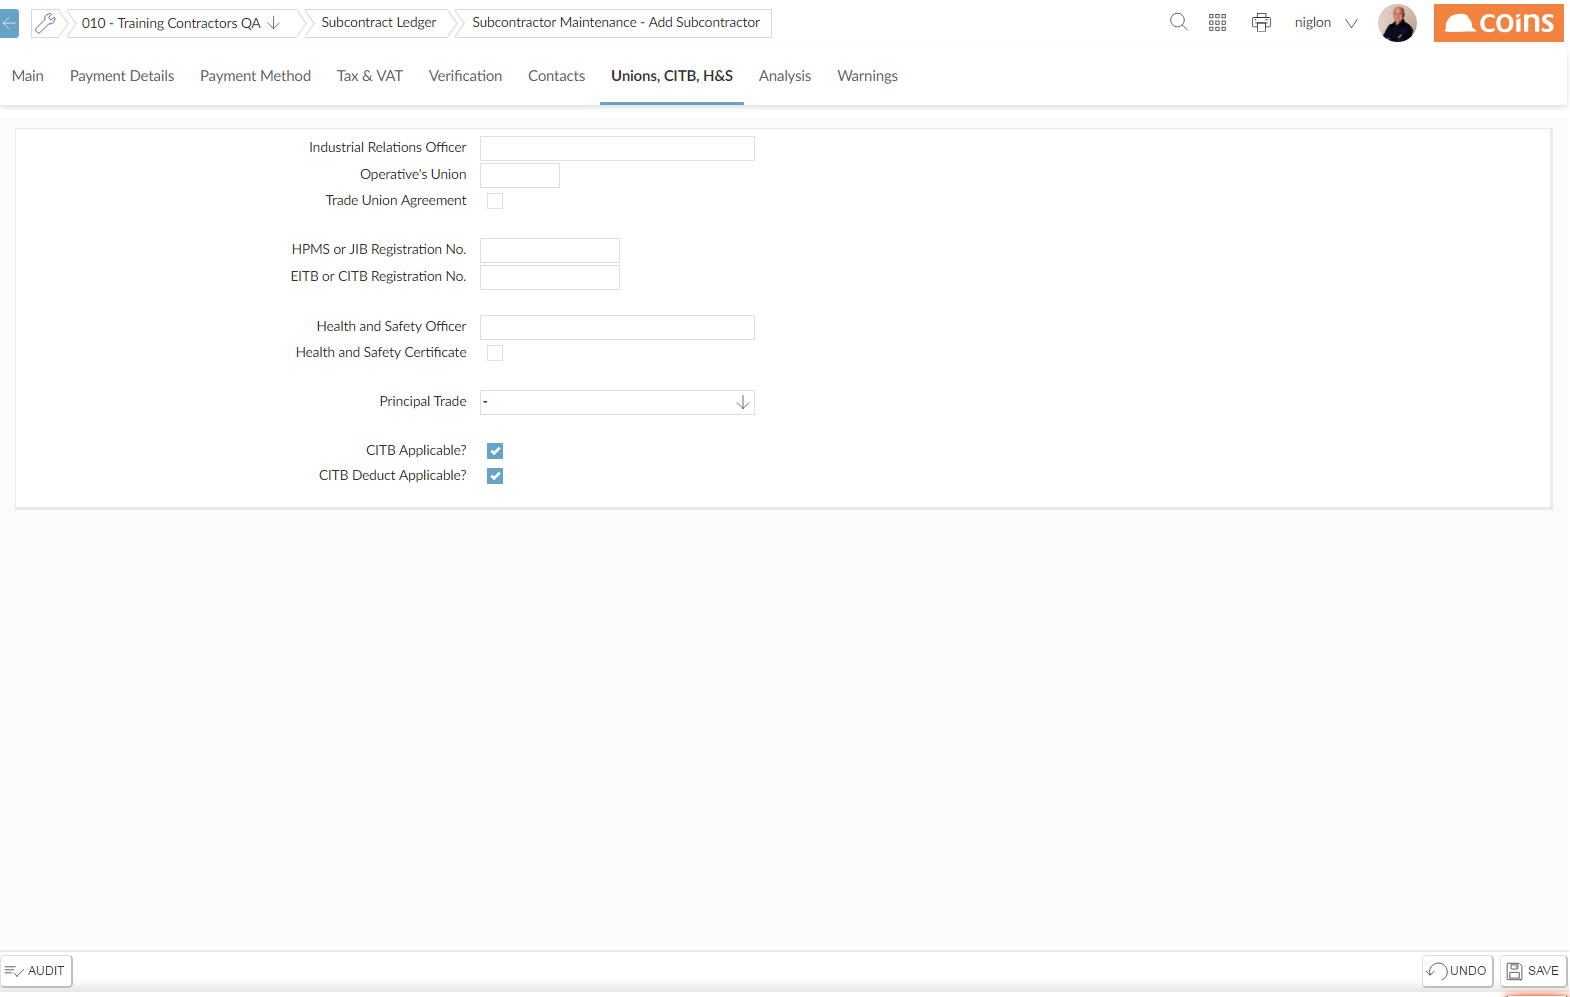 010 - Training Contractors QA
Subcontract Ledger
Subcontractor Maintenance - Add Subcontractor
niglon
coins
Main
Payment Details
Payment Method
Tax & VAT
Verification
Contacts
Unions, CITB, H&S
Analysis
Warnings
Industrial Relations Officer
Operative's Union
Trade Union Agreement
HPMS or JIB Registration No.
EITB or CITB Registration No.
Health and Safety Officer
Health and Safety Certificate
Principal Trade -
CITB Applicable?
CITB Deduct Applicable?
AUDIT
UNDO
SAVE